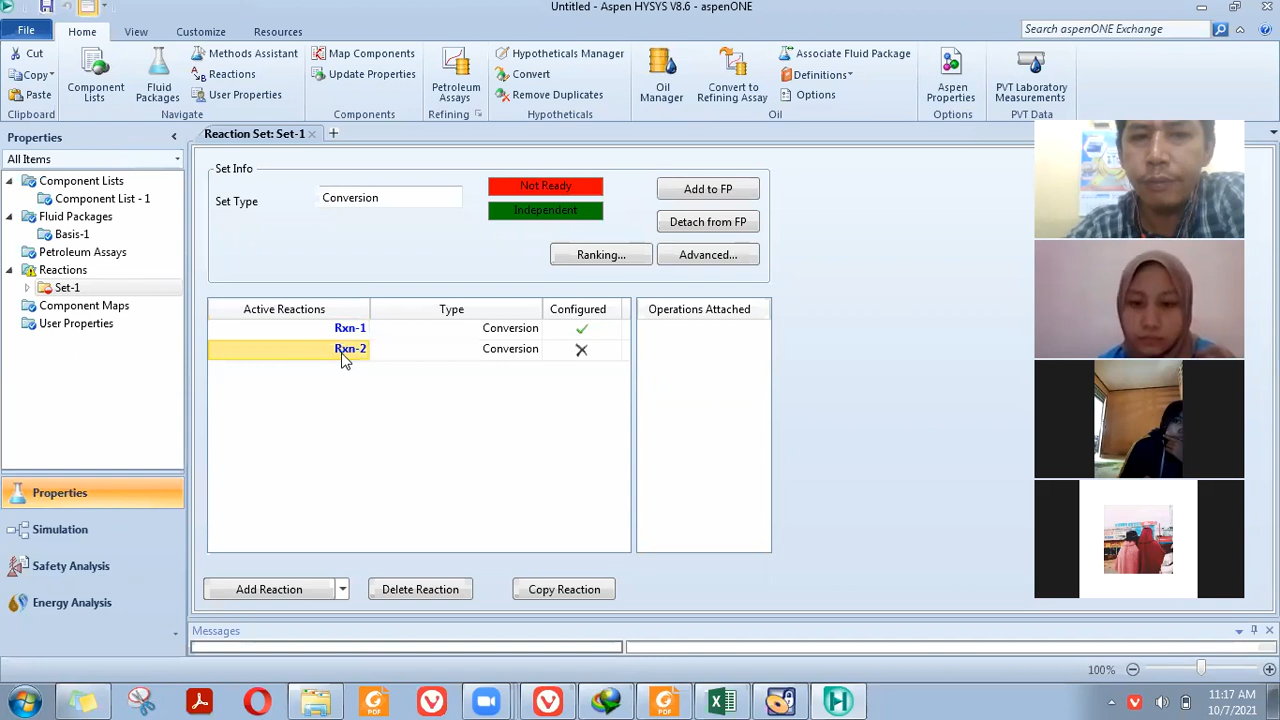 Untitled - Aspen HYSYS V8.6 - aspenONE
File
Home
View
Customize
Resources
Search aspenONE Exchange
Cut
Copy
Paste
Clipboard
Component Lists
Fluid Packages
Methods Assistant
Reactions
User Properties
Navigate
Map Components
Update Properties
Components
Petroleum Assays
Refining
Hypotheticals Manager
Convert
Remove Duplicates
Hypotheticals
Oil Manager
Convert to Refining Assay
Associate Fluid Package
Definitions
Options
Oil
Aspen Properties
Options
PVT Laboratory Measurements
PVT Data
Properties
All Items
Component Lists
Component List - 1
Fluid Packages
Basis-1
Petroleum Assays
Reactions
Set-1
Component Maps
User Properties
Properties
Simulation
Safety Analysis
Energy Analysis
Reaction Set: Set-1
Set Info
Set Type
Conversion
Not Ready
Independent
Add to FP
Detach from FP
Ranking...
Advanced...
Active Reactions
Type
Configured
Operations Attached
Rxn-1
Conversion
Rxn-2
Conversion
Add Reaction
Delete Reaction
Copy Reaction
Messages
100%
PDF
PDF
11:17 AM
10/7/2021